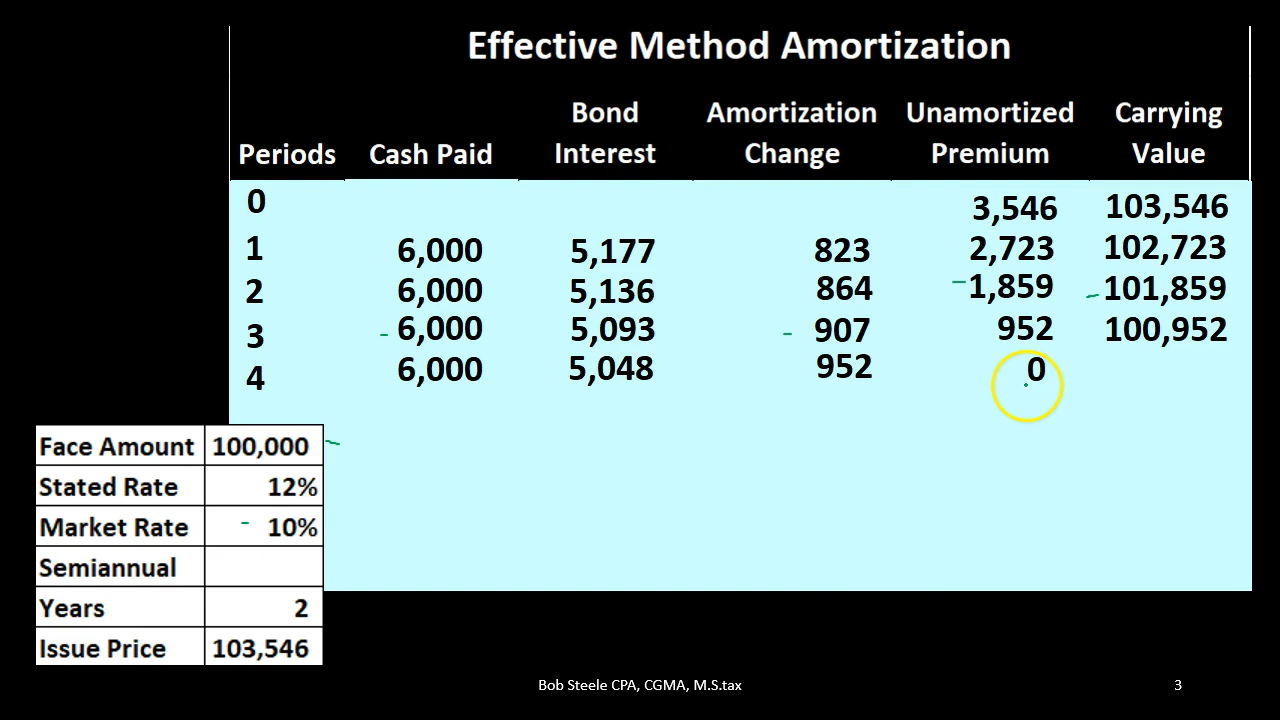 Effective Method Amortization
Periods Cash Paid Bond Interest Amortization Change Unamortized Premium Carrying Value
0 3,546 103,546
1 6,000 5,177 823 2,723 102,723
2 6,000 5,136 864 1,859 101,859
3 6,000 5,093 907 952 100,952
4 6,000 5,048 952 0
Face Amount 100,000
Stated Rate 12%
Market Rate 10%
Semiannual
Years 2
Issue Price 103,546
Bob Steele CPA, CGMA, M.S.tax 3